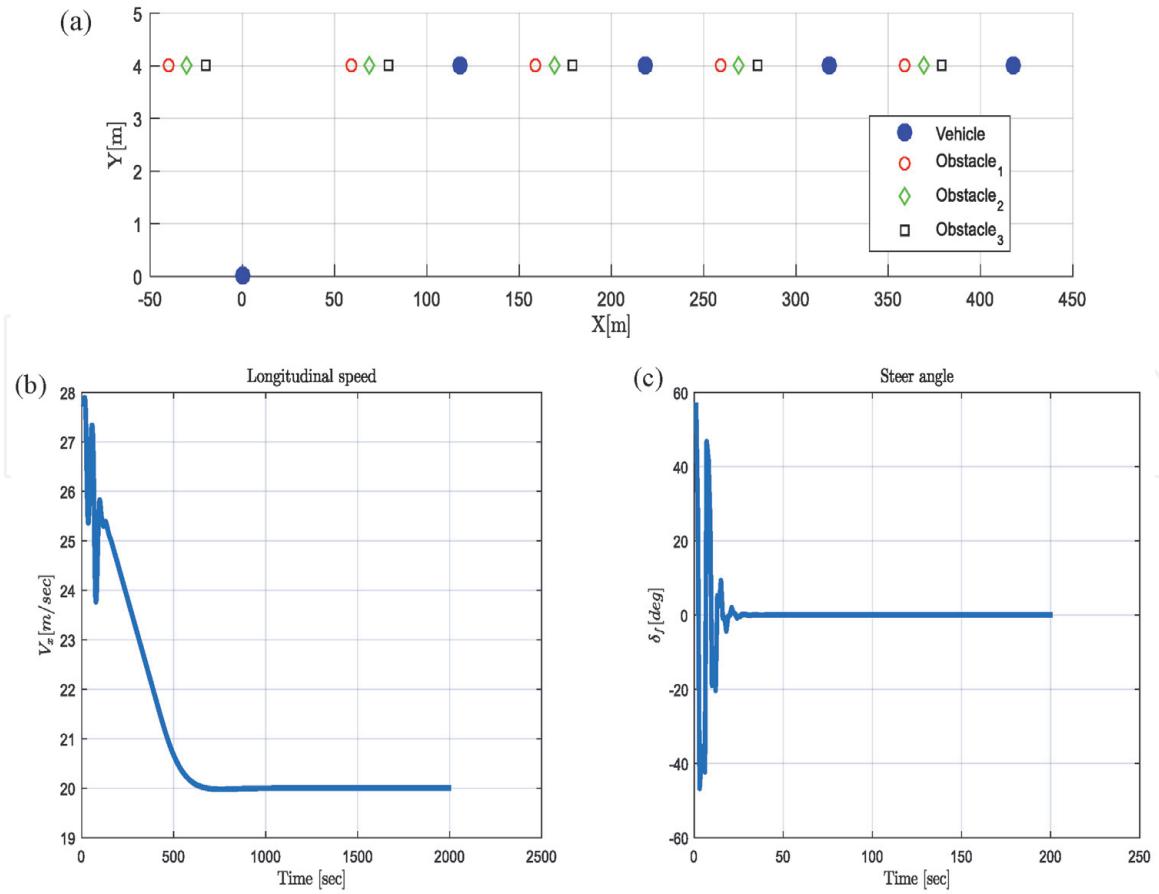 (a)
Y[m]
5
4
3
2
1
0
-50 0 50 100 150 200 250 300 350 400 450
X[m]
Vehicle
Obstacle₁
Obstacle₂
Obstacle₃
(b)
Longitudinal speed
Vₓ[m/sec]
28
27
26
25
24
23
22
21
20
19
0 500 1000 1500 2000 2500
Time [sec]
(c)
Steer angle
δ_f[deg]
60
40
20
0
-20
-40
-60
0 50 100 150 200 250
Time [sec]